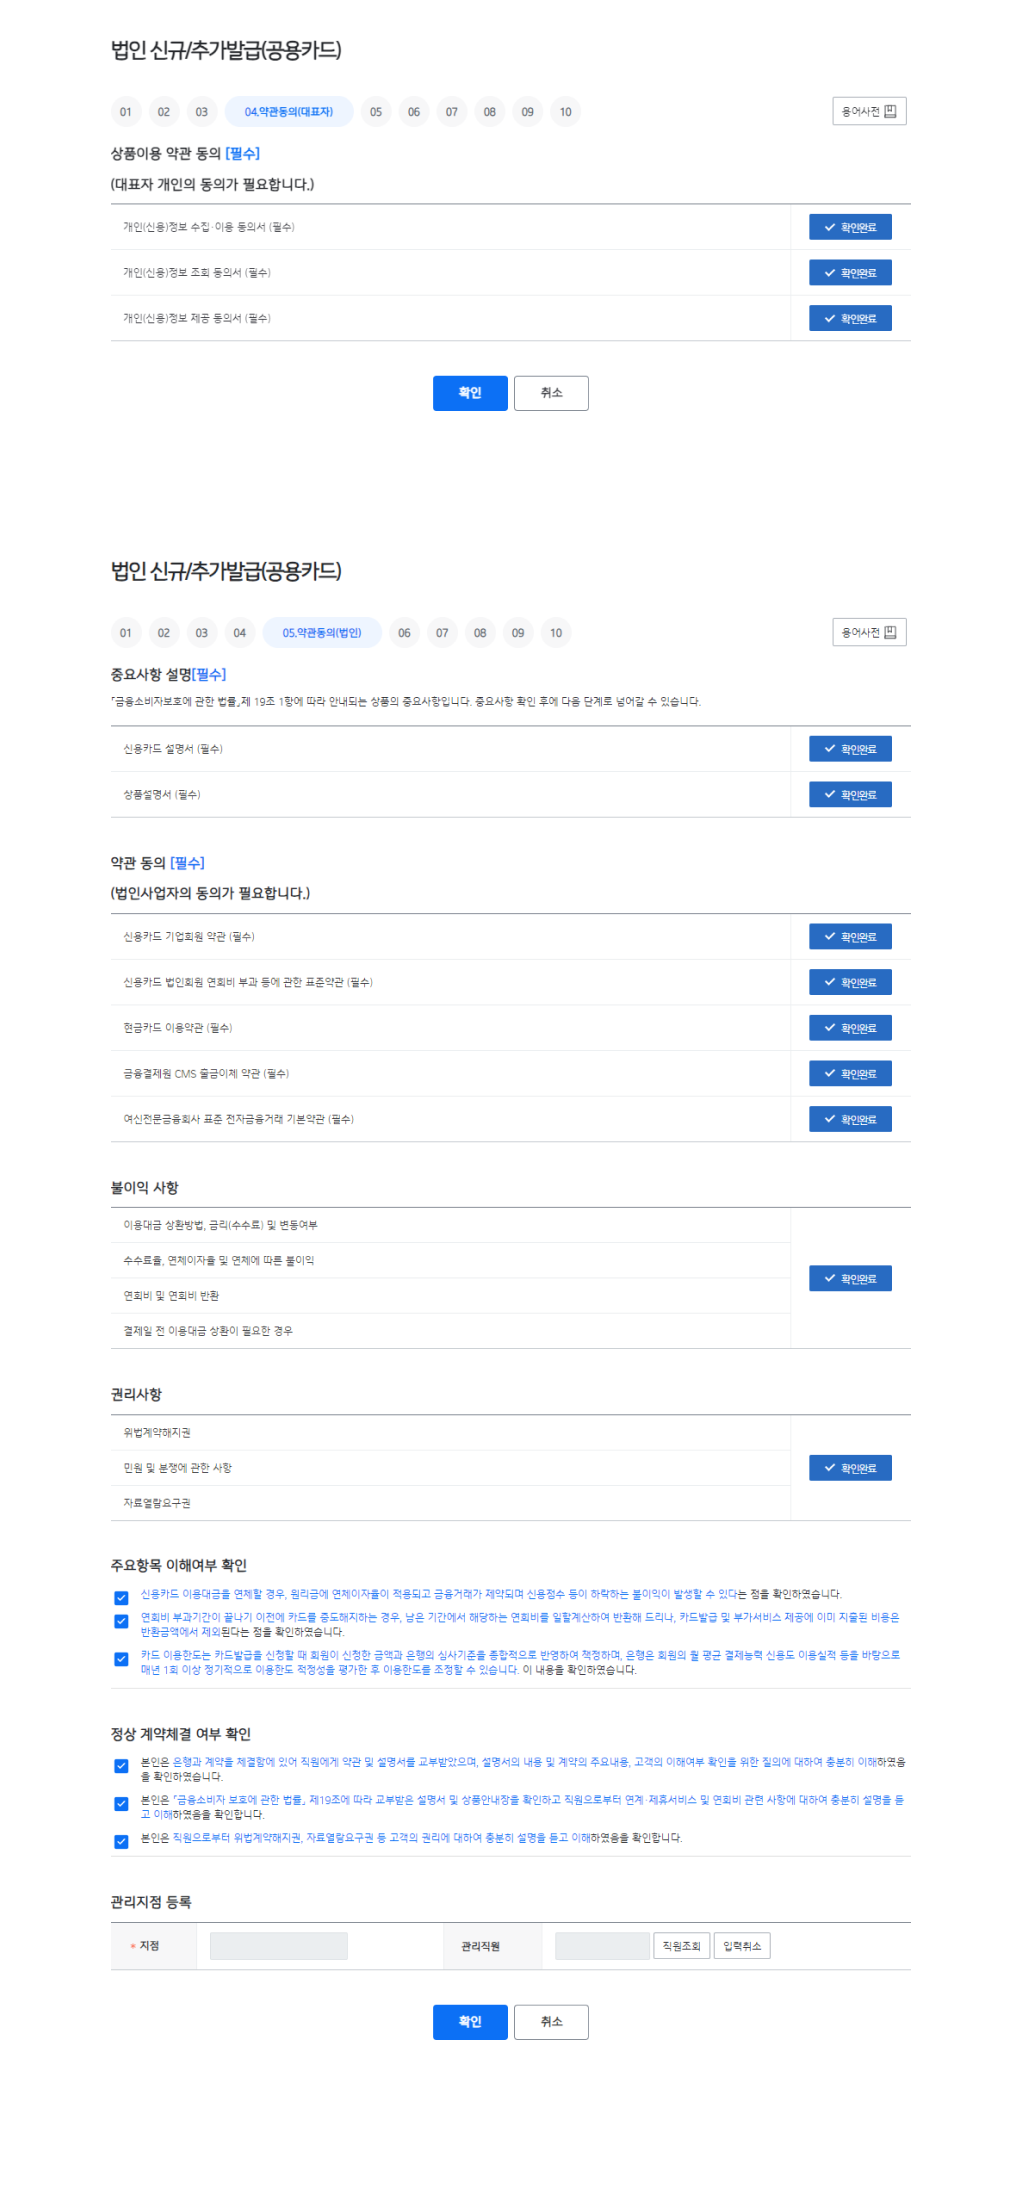 법인 신규/추가발급(공용카드)
01 02 03 04.약관동의(대표자) 05 06 07 08 09 10 용어사전
상품이용 약관 동의 [필수]
(대표자 개인의 동의가 필요합니다.)
개인(신용)정보 수집·이용 동의서 (필수) 확인완료
개인(신용)정보 조회 동의서 (필수) 확인완료
개인(신용)정보 제공 동의서 (필수) 확인완료
확인 취소
법인 신규/추가발급(공용카드)
01 02 03 04 05.약관동의(법인) 06 07 08 09 10 용어사전
중요사항 설명[필수]
「금융소비자보호에 관한 법률」제 19조 1항에 따라 안내되는 상품의 중요사항입니다. 중요사항 확인 후에 다음 단계로 넘어갈 수 있습니다.
신용카드 설명서 (필수) 확인완료
상품설명서 (필수) 확인완료
약관 동의 [필수]
(법인사업자의 동의가 필요합니다.)
신용카드 기업회원 약관 (필수) 확인완료
신용카드 법인회원 연회비 부과 등에 관한 표준약관 (필수) 확인완료
현금카드 이용약관 (필수) 확인완료
금융결제원 CMS 출금이체 약관 (필수) 확인완료
여신전문금융회사 표준 전자금융거래 기본약관 (필수) 확인완료
불이익 사항
이용대금 상환방법, 금리(수수료) 및 변동여부
수수료율, 연체이자율 및 연체에 따른 불이익
확인완료
연회비 및 연회비 반환
결제일 전 이용대금 상환이 필요한 경우
권리사항
위법계약해지권
민원 및 분쟁에 관한 사항 확인완료
자료열람요구권
주요항목 이해여부 확인
신용카드 이용대금을 연체할 경우, 원리금에 연체이자율이 적용되고 금융거래가 제약되며 신용점수 등이 하락하는 불이익이 발생할 수 있다는 점을 확인하였습니다.
연회비 부과기간이 끝나기 이전에 카드를 중도해지하는 경우, 남은 기간에서 해당하는 연회비를 일할계산하여 반환해 드리나, 카드발급 및 부가서비스 제공에 이미 지출된 비용은
반환금액에서 제외된다는 점을 확인하였습니다.
카드 이용한도는 카드발급을 신청할 때 회원이 신청한 금액과 은행의 심사기준을 종합적으로 반영하여 책정하며, 은행은 회원의 월 평균 결제능력 신용도 이용실적 등을 바탕으로
매년 1회 이상 정기적으로 이용한도 적정성을 평가한 후 이용한도를 조정할 수 있습니다. 이 내용을 확인하였습니다.
정상 계약체결 여부 확인
본인은 은행과 계약을 체결함에 있어 직원에게 약관 및 설명서를 교부받았으며, 설명서의 내용 및 계약의 주요내용, 고객의 이해여부 확인을 위한 질의에 대하여 충분히 이해하였음
을 확인하였습니다.
본인은 「금융소비자 보호에 관한 법률」 제19조에 따라 교부받은 설명서 및 상품안내장을 확인하고 직원으로부터 연계·제휴서비스 및 연회비 관련 사항에 대하여 충분히 설명을 듣
고 이해하였음을 확인합니다.
본인은 직원으로부터 위법계약해지권, 자료열람요구권 등 고객의 권리에 대하여 충분히 설명을 듣고 이해하였음을 확인합니다.
관리지점 등록
* 지점 관리직원 직원조회 입력취소
확인 취소